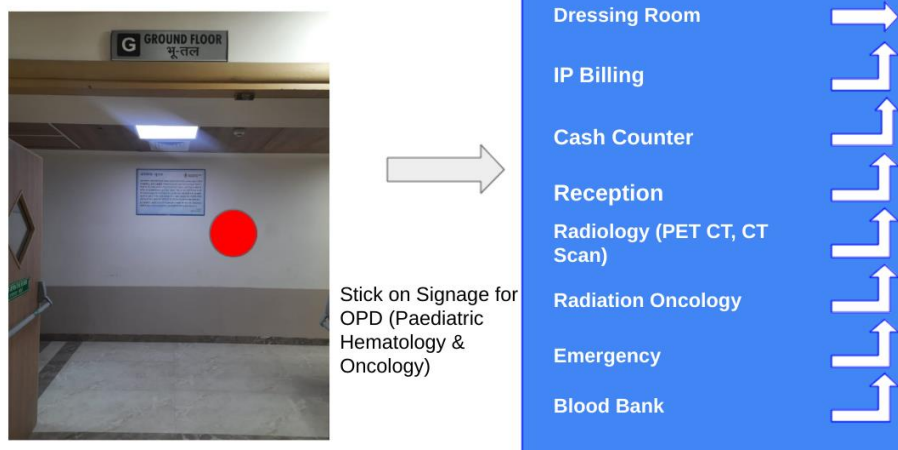 G GROUND FLOOR
भू-तल
Stick on Signage for
OPD (Paediatric
Hematology &
Oncology)
Dressing Room
IP Billing
Cash Counter
Reception
Radiology (PET CT, CT
Scan)
Radiation Oncology
Emergency
Blood Bank